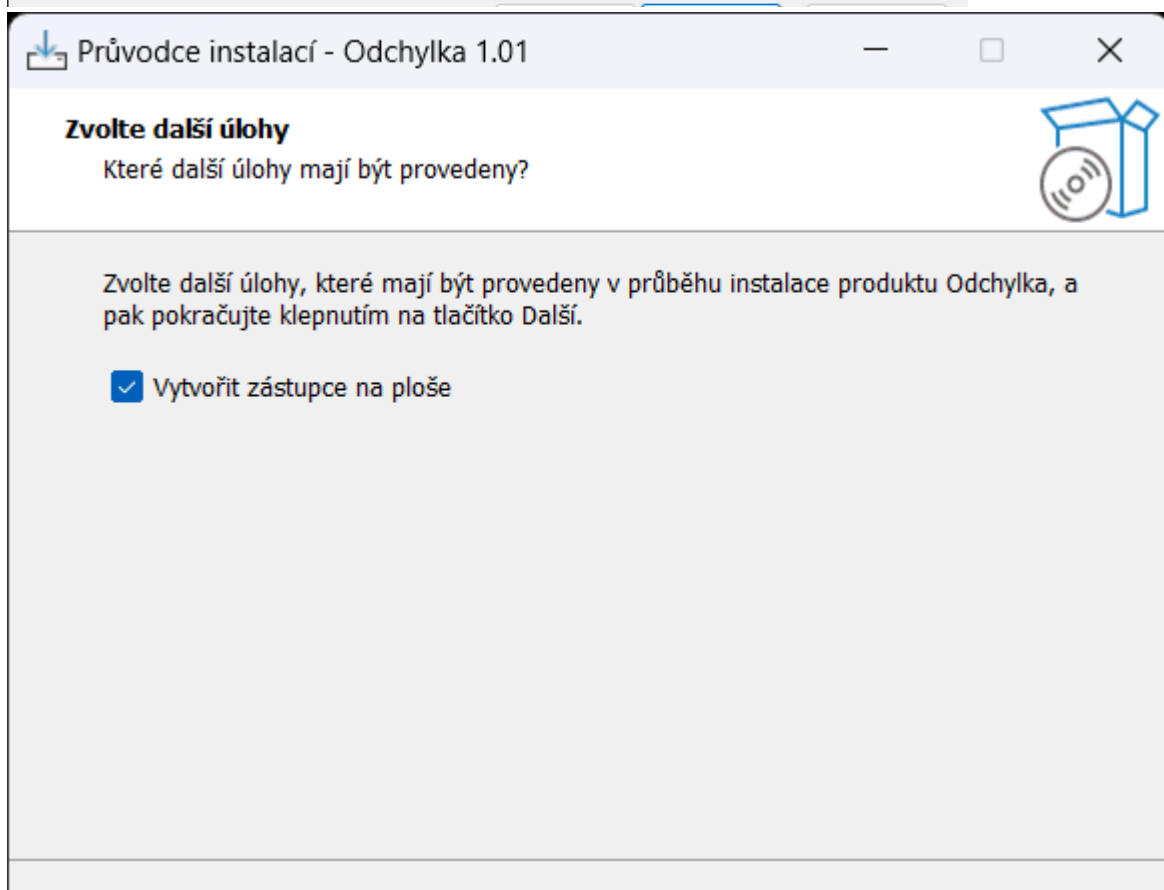 Průvodce instalací - Odchylka 1.01
Zvolte další úlohy
Které další úlohy mají být provedeny?
Zvolte další úlohy, které mají být provedeny v průběhu instalace produktu Odchylka, a
pak pokračujte klepnutím na tlačítko Další.
Vytvořit zástupce na ploše